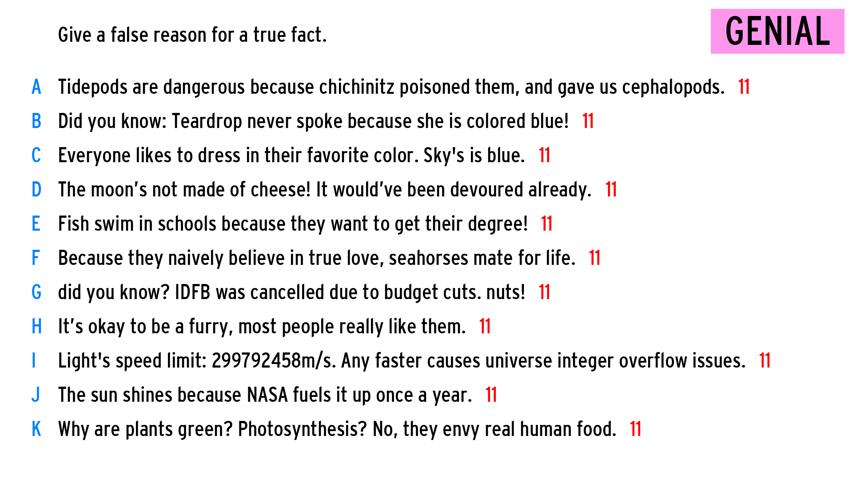 Give a false reason for a true fact.
GENIAL
A Tidepods are dangerous because chichinitz poisoned them, and gave us cephalopods. 11
B Did you know: Teardrop never spoke because she is colored blue! 11
C Everyone likes to dress in their favorite color. Sky's is blue. 11
D The moon’s not made of cheese! It would’ve been devoured already. 11
E Fish swim in schools because they want to get their degree! 11
F Because they naively believe in true love, seahorses mate for life. 11
G did you know? IDFB was cancelled due to budget cuts. nuts! 11
H It’s okay to be a furry, most people really like them. 11
I Light's speed limit: 299792458m/s. Any faster causes universe integer overflow issues. 11
J The sun shines because NASA fuels it up once a year. 11
K Why are plants green? Photosynthesis? No, they envy real human food. 11